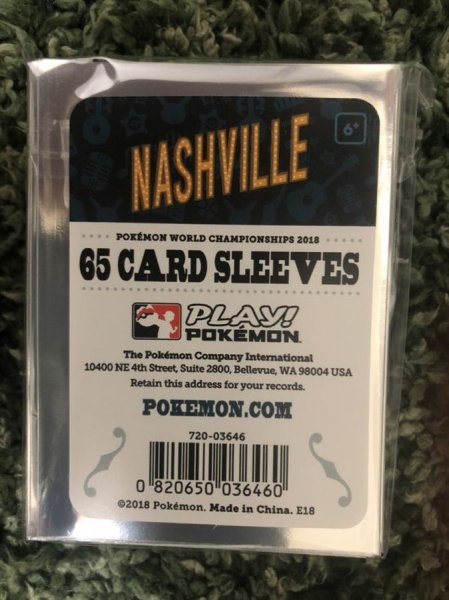 NASHVILLE
6+
POKÉMON WORLD CHAMPIONSHIPS 2018
65 CARD SLEEVES
PLAY!
POKÉMON
The Pokémon Company International
10400 NE 4th Street, Suite 2800, Bellevue, WA 98004 USA
Retain this address for your records.
POKEMON.COM
720-03646
0 820650 036460
©2018 Pokémon. Made in China. E18